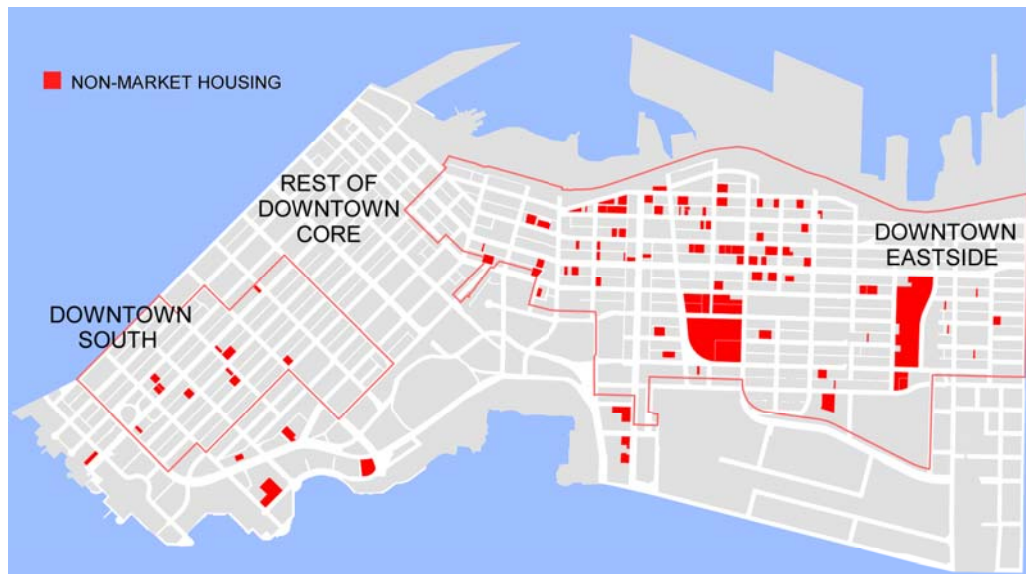 NON-MARKET HOUSING
REST OF
DOWNTOWN
CORE
DOWNTOWN
EASTSIDE
DOWNTOWN
SOUTH